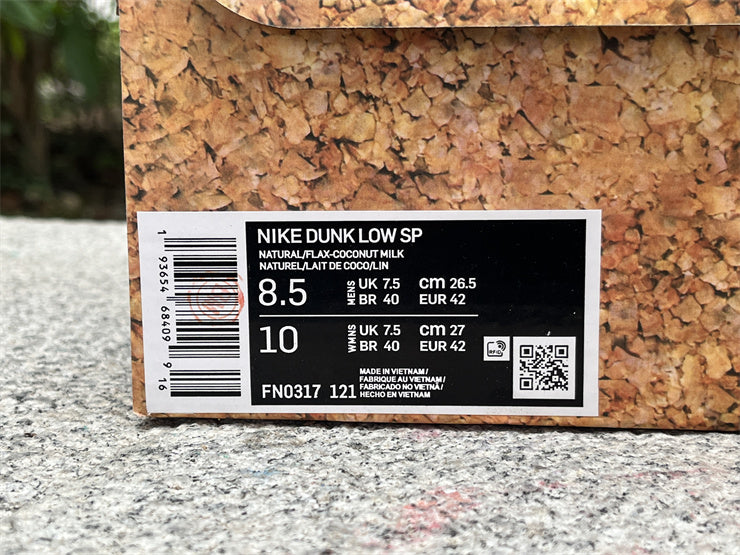 NIKE DUNK LOW SP
NATURAL/FLAX-COCONUT MILK
NATUREL/LAIT DE COCO/LIN
8.5 MENS UK 7.5 cm 26.5
BR 40 EUR 42
10 WMNS UK 7.5 cm 27
BR 40 EUR 42
RFID
MADE IN VIETNAM/
FABRIQUE AU VIETNAM/
FABRICADO NO VIETNÃ/
HECHO EN VIETNAM
FN0317 121
1 93654 68409 9 16